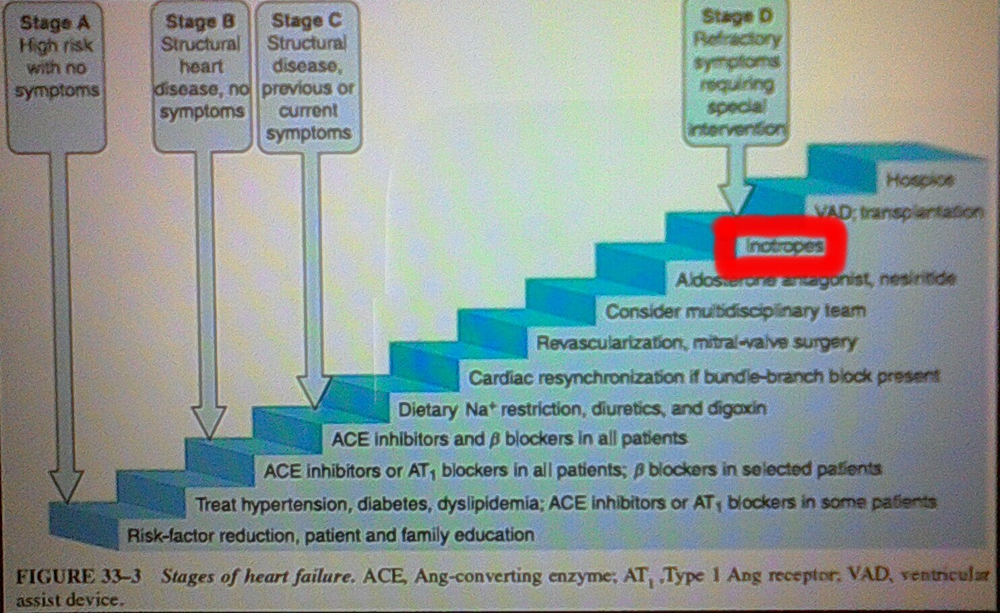 Stage A
High risk
with no
symptoms
Stage B
Structural
heart
disease, no
symptoms
Stage C
Structural
disease,
previous or
current
symptoms
Stage D
Refractory
symptoms
requiring
special
intervention
Hospice
VAD, transplantation
Inotropes
Aldosterone antagonist, nesiritide
Consider multidisciplinary team
Revascularization, mitral-valve surgery
Cardiac resynchronization if bundle-branch block present
Dietary Na⁺ restriction, diuretics, and digoxin
ACE inhibitors and β blockers in all patients
ACE inhibitors or AT₁ blockers in all patients; β blockers in selected patients
Treat hypertension, diabetes, dyslipidemia; ACE inhibitors or AT₁ blockers in some patients
Risk-factor reduction, patient and family education
FIGURE 33–3 Stages of heart failure. ACE, Ang-converting enzyme; AT₁, Type 1 Ang receptor; VAD, ventricular
assist device.